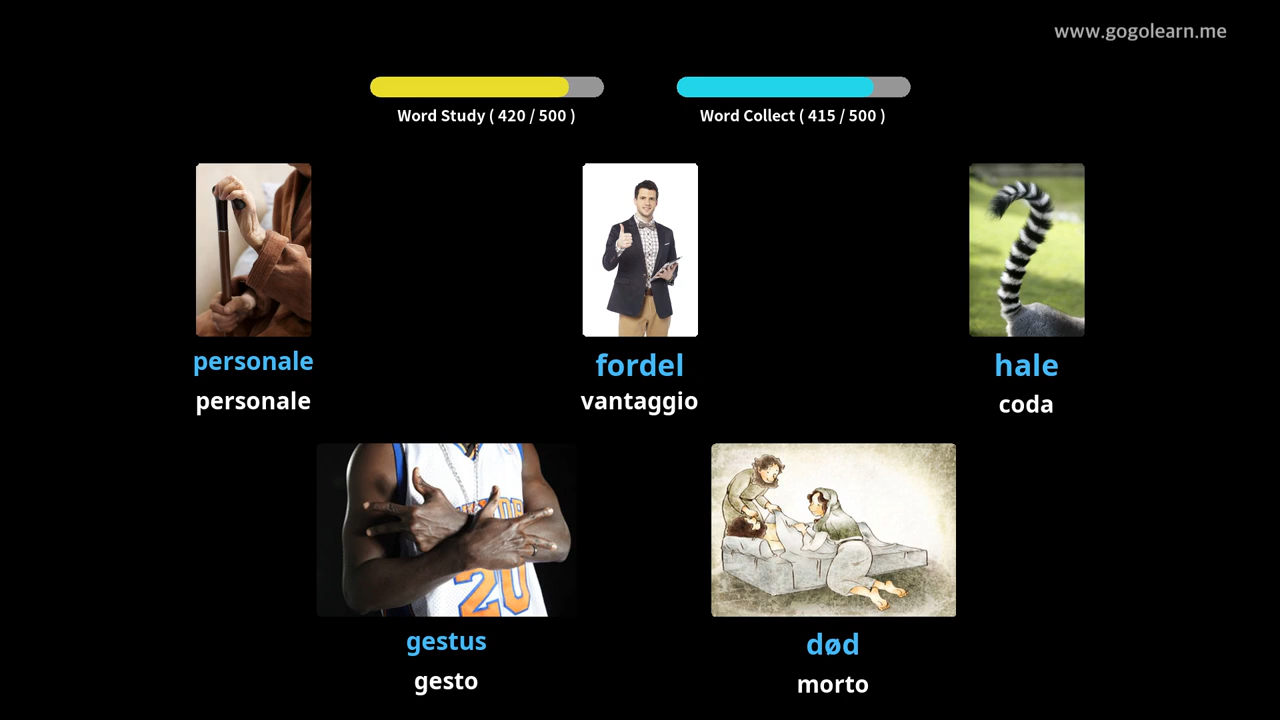 www.gogolearn.me
Word Study ( 420 / 500 )
Word Collect ( 415 / 500 )
personale
personale
fordel
vantaggio
hale
coda
20
gestus
gesto
død
morto